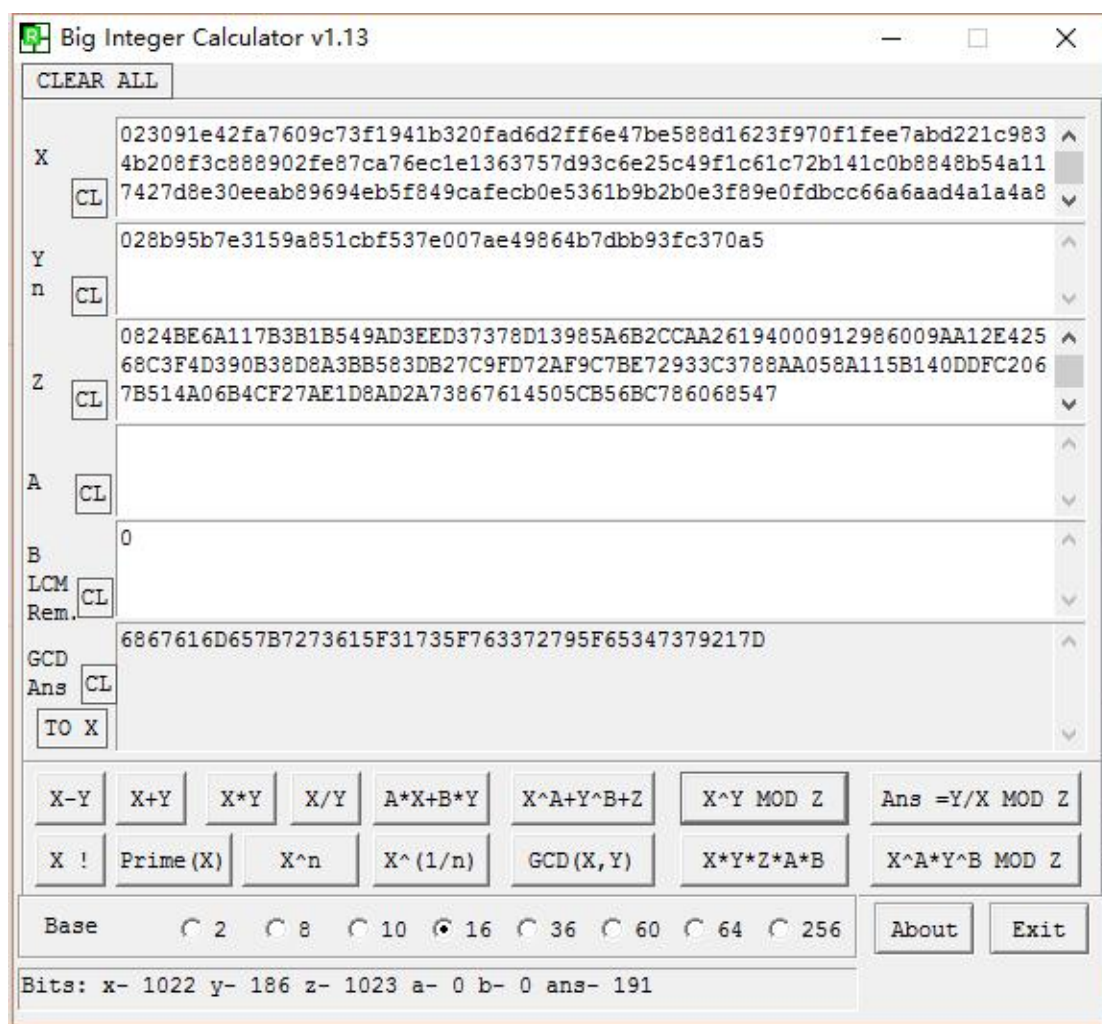 Big Integer Calculator v1.13
CLEAR ALL
X
CL
023091e42fa7609c73f1941b320fad6d2ff6e47be588d1623f970f1fee7abd221c983
4b208f3c888902fe87ca76ec1e1363757d93c6e25c49f1c61c72b141c0b8848b54a11
7427d8e30eeab89694eb5f849cafecb0e5361b9b2b0e3f89e0fdbcc66a6aad4a1a4a8
Y
n
CL
028b95b7e3159a851cbf537e007ae49864b7dbb93fc370a5
Z
CL
0824BE6A117B3B1B549AD3EED37378D13985A6B2CCAA26194000912986009AA12E425
68C3F4D390B38D8A3BB583DB27C9FD72AF9C7BE72933C3788AA058A115B140DDFC206
7B514A06B4CF27AE1D8AD2A73867614505CB56BC786068547
A
CL
B
LCM
Rem.
CL
0
GCD
Ans
CL
TO X
6867616D657B7273615F31735F763372795F65347379217D
X-Y X+Y X*Y X/Y A*X+B*Y X^A+Y^B+Z X^Y MOD Z Ans =Y/X MOD Z
X ! Prime(X) X^n X^(1/n) GCD(X,Y) X*Y*Z*A*B X^A*Y^B MOD Z
Base 2 8 10 16 36 60 64 256 About Exit
Bits: x- 1022 y- 186 z- 1023 a- 0 b- 0 ans- 191